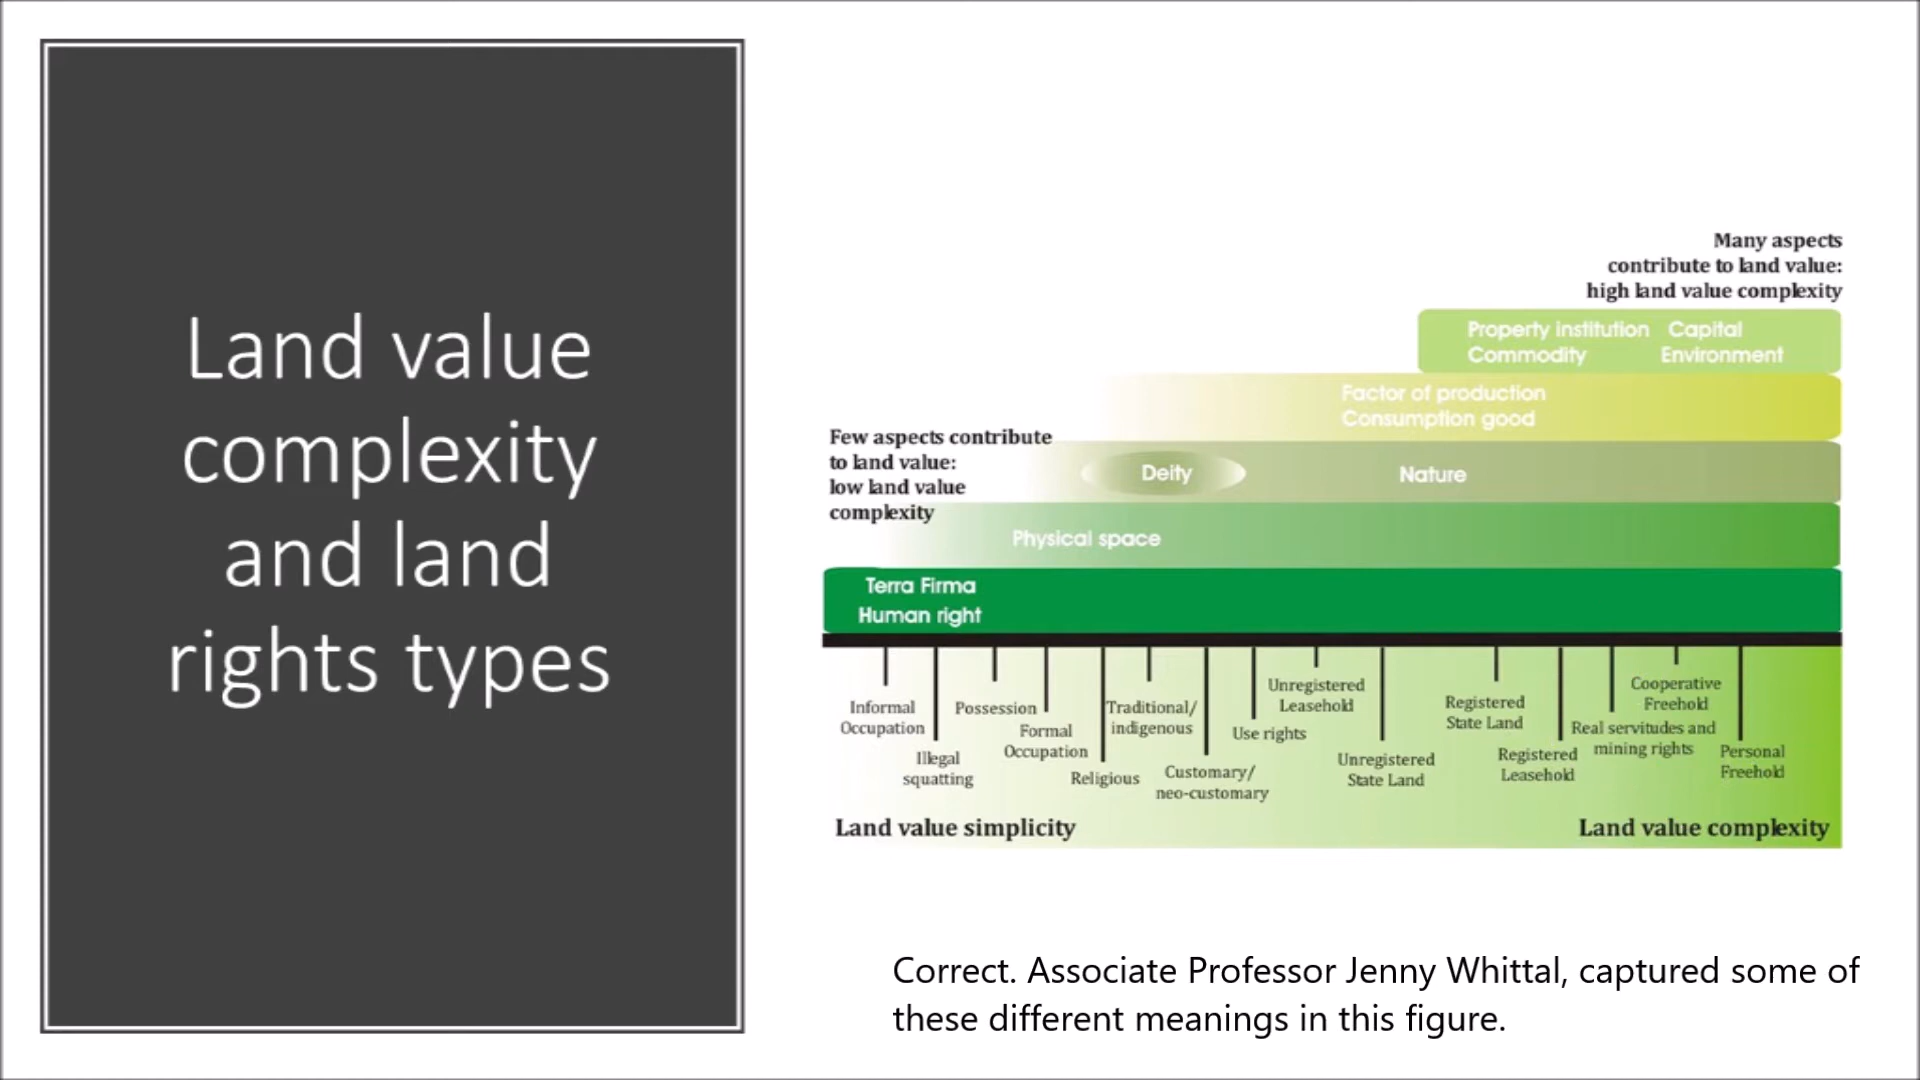 Land value
complexity
and land
rights types
Many aspects
contribute to land value:
high land value complexity
Property institution Capital
Commodity Environment
Factor of production
Consumption good
Few aspects contribute
to land value:
low land value
complexity
Deity Nature
Physical space
Terra Firma
Human right
Informal
Occupation
Illegal
squatting
Possession
Formal
Occupation
Religious
Traditional/
indigenous
Customary/
neo-customary
Use rights
Unregistered
Leasehold
Unregistered
State Land
Registered
State Land
Registered
Leasehold
Real servitudes and
mining rights
Cooperative
Freehold
Personal
Freehold
Land value simplicity
Land value complexity
Correct. Associate Professor Jenny Whittal, captured some of
these different meanings in this figure.